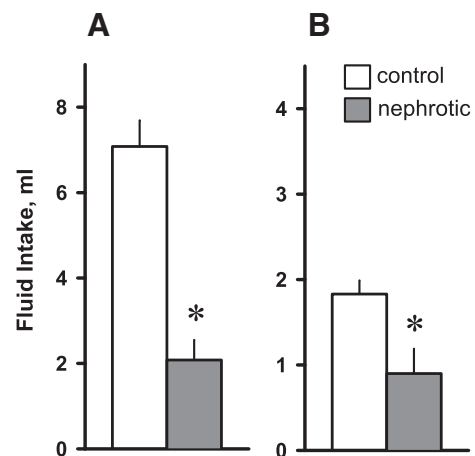 A
B
control
nephrotic
Fluid Intake, ml
8
6
4
2
0
*
4
3
2
1
0
*